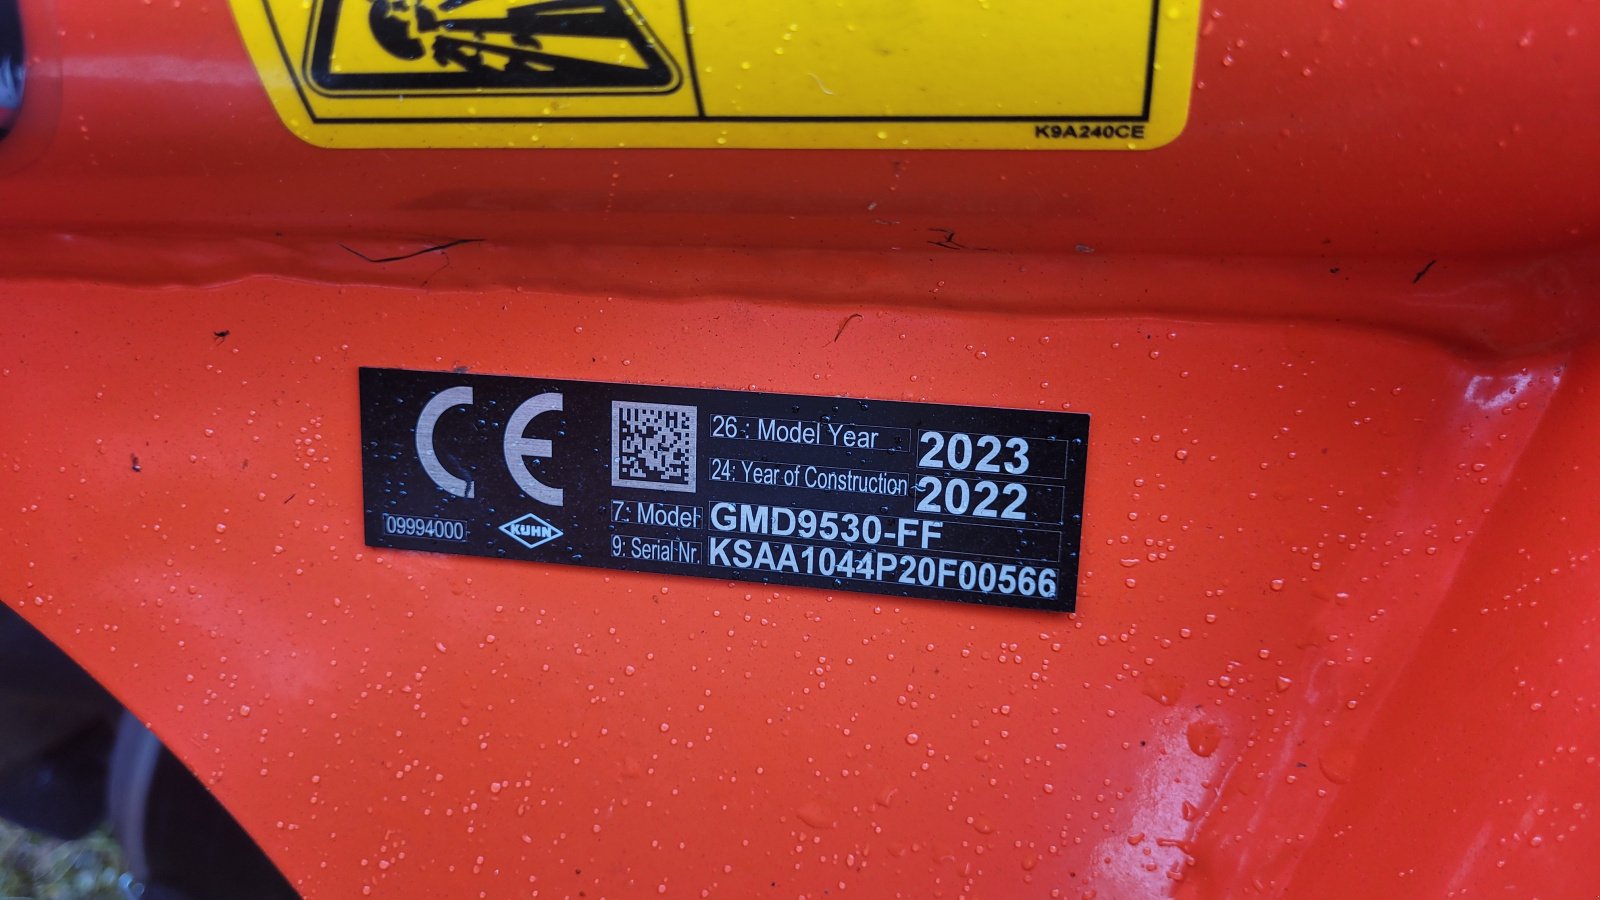 K9A240CE
CE
26 : Model Year 2023
24: Year of Construction 2022
7: Model GMD9530-FF
9: Serial Nr. KSAA1044P20F00566
09994000
KUHN